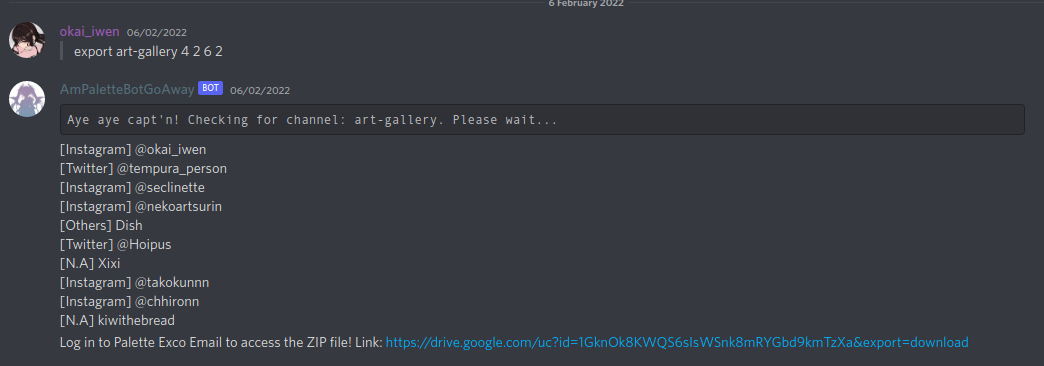 6 February 2022
okai_iwen 06/02/2022
export art-gallery 4 2 6 2
AmPaletteBotGoAway BOT 06/02/2022
Aye aye capt'n! Checking for channel: art-gallery. Please wait...
[Instagram] @okai_iwen
[Twitter] @tempura_person
[Instagram] @seclinette
[Instagram] @nekoartsurin
[Others] Dish
[Twitter] @Hoipus
[N.A] Xixi
[Instagram] @takokunnn
[Instagram] @chhironn
[N.A] kiwithebread
Log in to Palette Exco Email to access the ZIP file! Link: https://drive.google.com/uc?id=1GknOk8KWQS6sIsWSnk8mRYGbd9kmTzXa&export=download